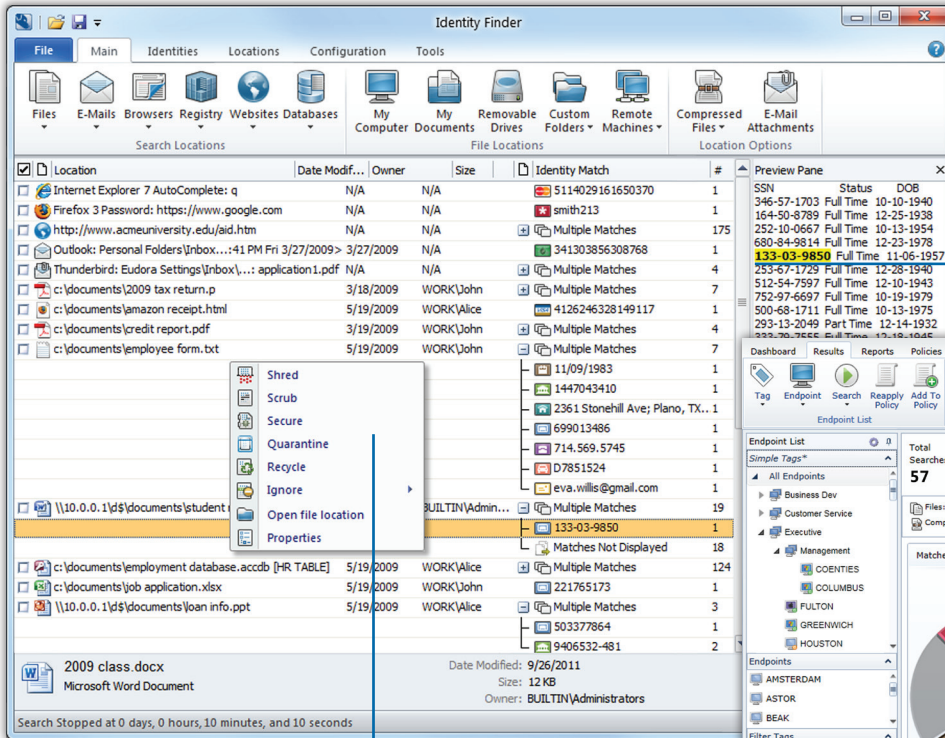 Identity Finder
File Main Identities Locations Configuration Tools
Files E-Mails Browsers Registry Websites Databases My Computer My Documents Removable Drives Custom Folders Remote Machines Compressed Files E-Mail Attachments
Search Locations File Locations Location Options
Location Date Modif... Owner Size Identity Match #
Internet Explorer 7 AutoComplete: q N/A N/A 5114029161650370 1
Firefox 3 Password: https://www.google.com N/A N/A smith213 1
http://www.acmeuniversity.edu/aid.htm N/A N/A Multiple Matches 175
Outlook: Personal Folders\Inbox...:41 PM Fri 3/27/2009> 3/27/2009 N/A 341303856308768 1
Thunderbird: Eudora Settings\Inbox\...: application1.pdf N/A N/A Multiple Matches 4
c:\documents\2009 tax return.p 3/18/2009 WORK\John Multiple Matches 7
c:\documents\amazon receipt.html 5/19/2009 WORK\Alice 4126246328149117 1
c:\documents\credit report.pdf 3/19/2009 WORK\John Multiple Matches 4
c:\documents\employee form.txt 5/19/2009 WORK\John Multiple Matches 7
11/09/1983 1
1447043410 1
2361 Stonehill Ave; Plano, TX... 1
699013486 1
714.569.5745 1
D7851524 1
eva.willis@gmail.com 1
Shred
Scrub
Secure
Quarantine
Recycle
Ignore
Open file location
Properties
\\10.0.0.1\d$\documents\student BUILTIN\Admin... Multiple Matches 19
133-03-9850 1
Matches Not Displayed 18
c:\documents\employment database.accdb [HR TABLE] 5/19/2009 WORK\Alice Multiple Matches 124
c:\documents\job application.xlsx 5/19/2009 WORK\John 221765173 1
\\10.0.0.1\d$\documents\loan info.ppt 5/19/2009 WORK\Alice Multiple Matches 3
503377864 1
9406532-481 2
2009 class.docx
Microsoft Word Document
Date Modified: 9/26/2011
Size: 12 KB
Owner: BUILTIN\Administrators
Search Stopped at 0 days, 0 hours, 10 minutes, and 10 seconds
Preview Pane
SSN Status DOB
346-57-1703 Full Time 10-10-1940
164-50-8789 Full Time 12-25-1938
252-10-0667 Full Time 10-13-1954
680-84-9814 Full Time 12-23-1978
133-03-9850 Full Time 11-06-1957
253-67-1729 Full Time 12-28-1940
512-54-7597 Full Time 12-10-1943
752-97-6697 Full Time 10-19-1979
500-68-1711 Full Time 10-13-1975
293-13-2049 Part Time 12-14-1932
Dashboard Results Reports Policies
Tag Endpoint Search Reapply Policy Add To Policy
Endpoint List
Endpoint List
Simple Tags*
All Endpoints
Business Dev
Customer Service
Executive
Management
COENTIES
COLUMBUS
FULTON
GREENWICH
HOUSTON
Endpoints
AMSTERDAM
ASTOR
BEAK
Filter Tags
Total
57
Files: